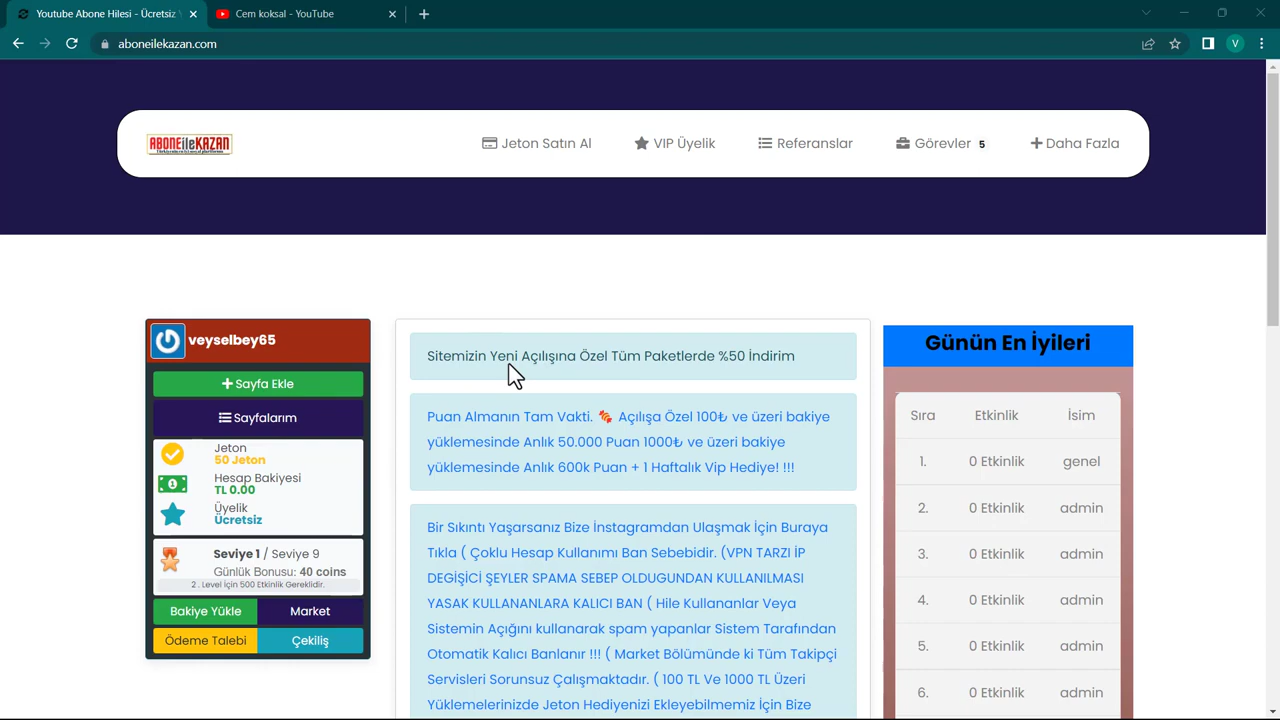 Youtube Abone Hilesi - Ücretsiz
Cem koksal - YouTube
aboneilekazan.com
V
ABONEileKAZAN
Jeton Satın Al
VIP Üyelik
Referanslar
Görevler 5
Daha Fazla
veyselbey65
Sayfa Ekle
Sayfalarım
Jeton
50 Jeton
Hesap Bakiyesi
TL 0.00
Üyelik
Ücretsiz
Seviye 1 / Seviye 9
Günlük Bonusu: 40 coins
2 . Level İçin 500 Etkinlik Gereklidir.
Bakiye Yükle
Market
Ödeme Talebi
Çekiliş
Sitemizin Yeni Açılışına Özel Tüm Paketlerde %50 İndirim
Puan Almanın Tam Vakti. 🍢 Açılışa Özel 100₺ ve üzeri bakiye
yüklemesinde Anlık 50.000 Puan 1000₺ ve üzeri bakiye
yüklemesinde Anlık 600k Puan + 1 Haftalık Vip Hediye! !!!
Bir Sıkıntı Yaşarsanız Bize İnstagramdan Ulaşmak İçin Buraya
Tıkla ( Çoklu Hesap Kullanımı Ban Sebebidir. (VPN TARZI İP
DEGİŞİCİ ŞEYLER SPAMA SEBEP OLDUGUNDAN KULLANILMASI
YASAK KULLANANLARA KALICI BAN ( Hile Kullananlar Veya
Sistemin Açığını kullanarak spam yapanlar Sistem Tarafından
Otomatik Kalıcı Banlanır !!! ( Market Bölümünde ki Tüm Takipçi
Servisleri Sorunsuz Çalışmaktadır. ( 100 TL Ve 1000 TL Üzeri
Yüklemelerinizde Jeton Hediyenizi Ekleyebilmemiz İçin Bize
Günün En İyileri
Sıra Etkinlik İsim
1. 0 Etkinlik genel
2. 0 Etkinlik admin
3. 0 Etkinlik admin
4. 0 Etkinlik admin
5. 0 Etkinlik admin
6. 0 Etkinlik admin